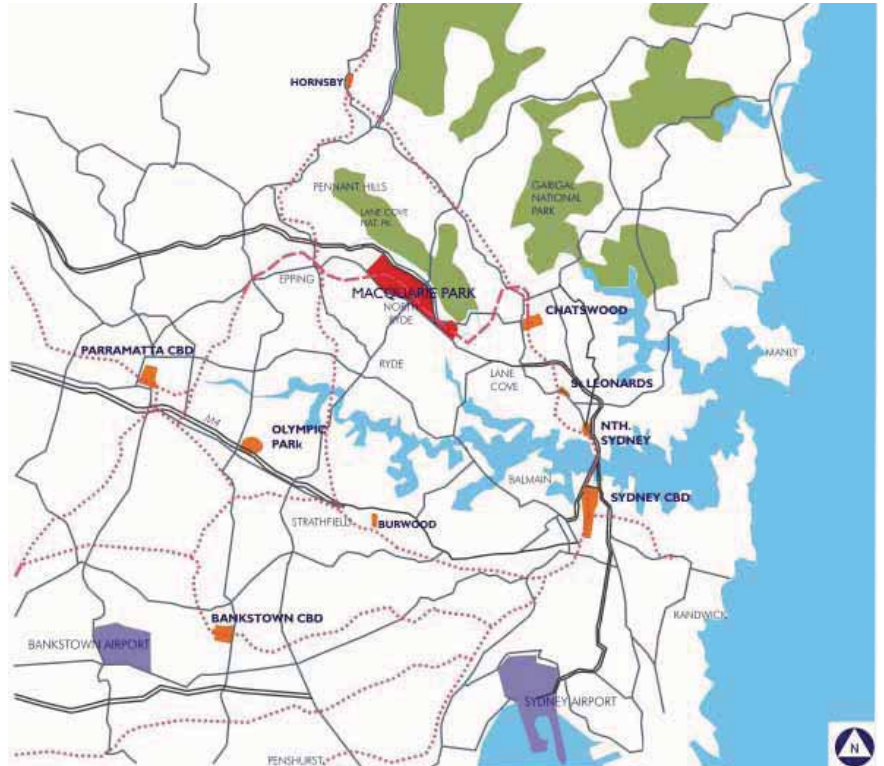 HORNSBY
PENNANT HILLS
LANE COVE
NAT. PK.
GARIGAL
NATIONAL
PARK
EPPING
MACQUARIE PARK
NORTH
RYDE
CHATSWOOD
PARRAMATTA CBD
RYDE
LANE
COVE
MANLY
ST LEONARDS
OLYMPIC
PARK
NTH.
SYDNEY
BALMAIN
SYDNEY CBD
STRATHFIELD
BURWOOD
RANDWICK
BANKSTOWN CBD
BANKSTOWN AIRPORT
SYDNEY AIRPORT
PENSHURST
N